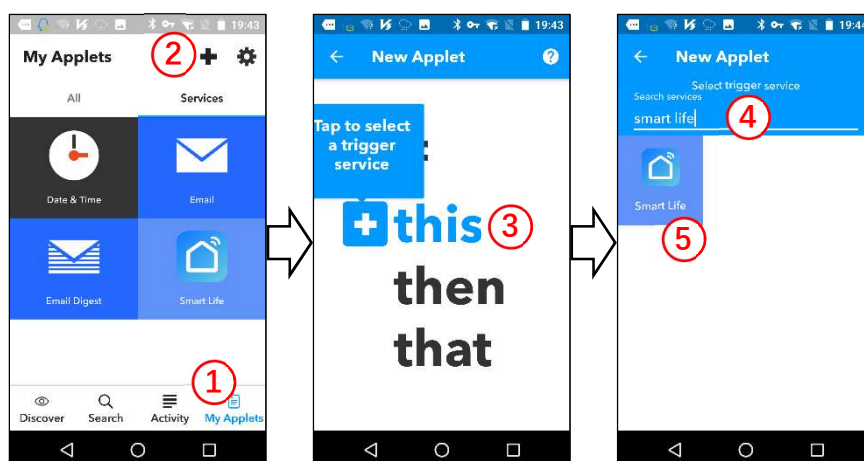 19:43
My Applets
②
All
Services
Date & Time
Email
Email Digest
Smart Life
①
Discover
Search
Activity
My Applets
19:43
New Applet
Tap to select
a trigger
service
this
③
then
that
19:44
New Applet
Select trigger service
Search services
smart life
④
Smart Life
⑤